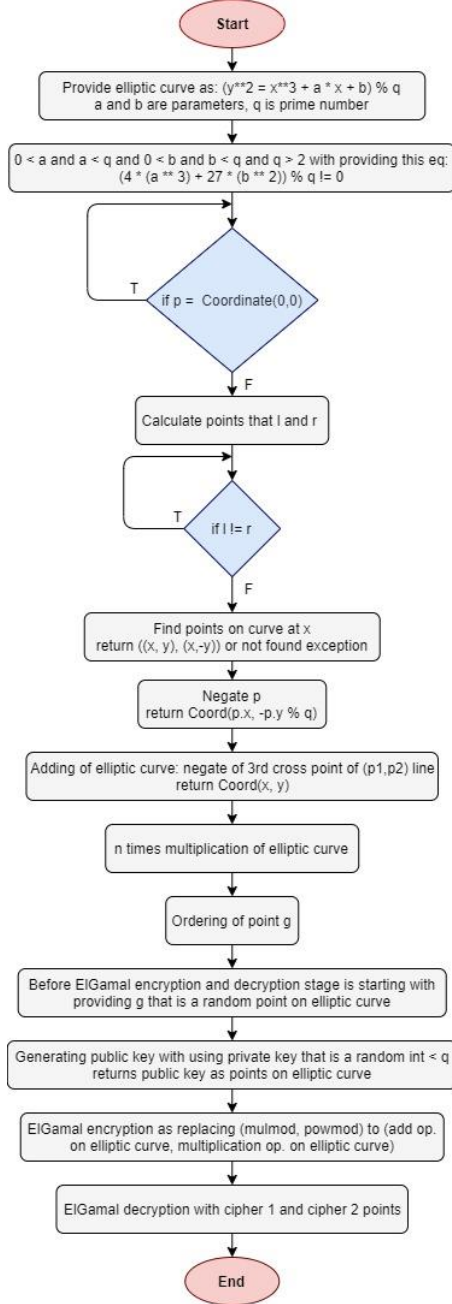 Start
Provide elliptic curve as: (y**2 = x**3 + a * x + b) % q
a and b are parameters, q is prime number
0 < a and a < q and 0 < b and b < q and q > 2 with providing this eq:
(4 * (a ** 3) + 27 * (b ** 2)) % q != 0
T
if p = Coordinate(0,0)
F
Calculate points that l and r
T
if l != r
F
Find points on curve at x
return ((x, y), (x,-y)) or not found exception
Negate p
return Coord(p.x, -p.y % q)
Adding of elliptic curve: negate of 3rd cross point of (p1,p2) line
return Coord(x, y)
n times multiplication of elliptic curve
Ordering of point g
Before ElGamal encryption and decryption stage is starting with
providing g that is a random point on elliptic curve
Generating public key with using private key that is a random int < q
returns public key as points on elliptic curve
ElGamal encryption as replacing (mulmod, powmod) to (add op.
on elliptic curve, multiplication op. on elliptic curve)
ElGamal decryption with cipher 1 and cipher 2 points
End